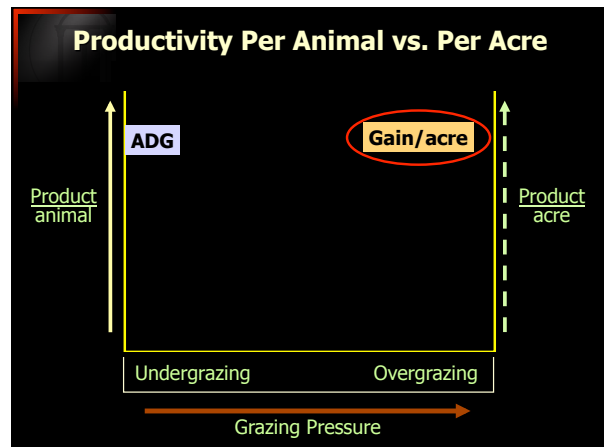 Productivity Per Animal vs. Per Acre
ADG
Gain/acre
Product
animal
Product
acre
Undergrazing
Overgrazing
Grazing Pressure